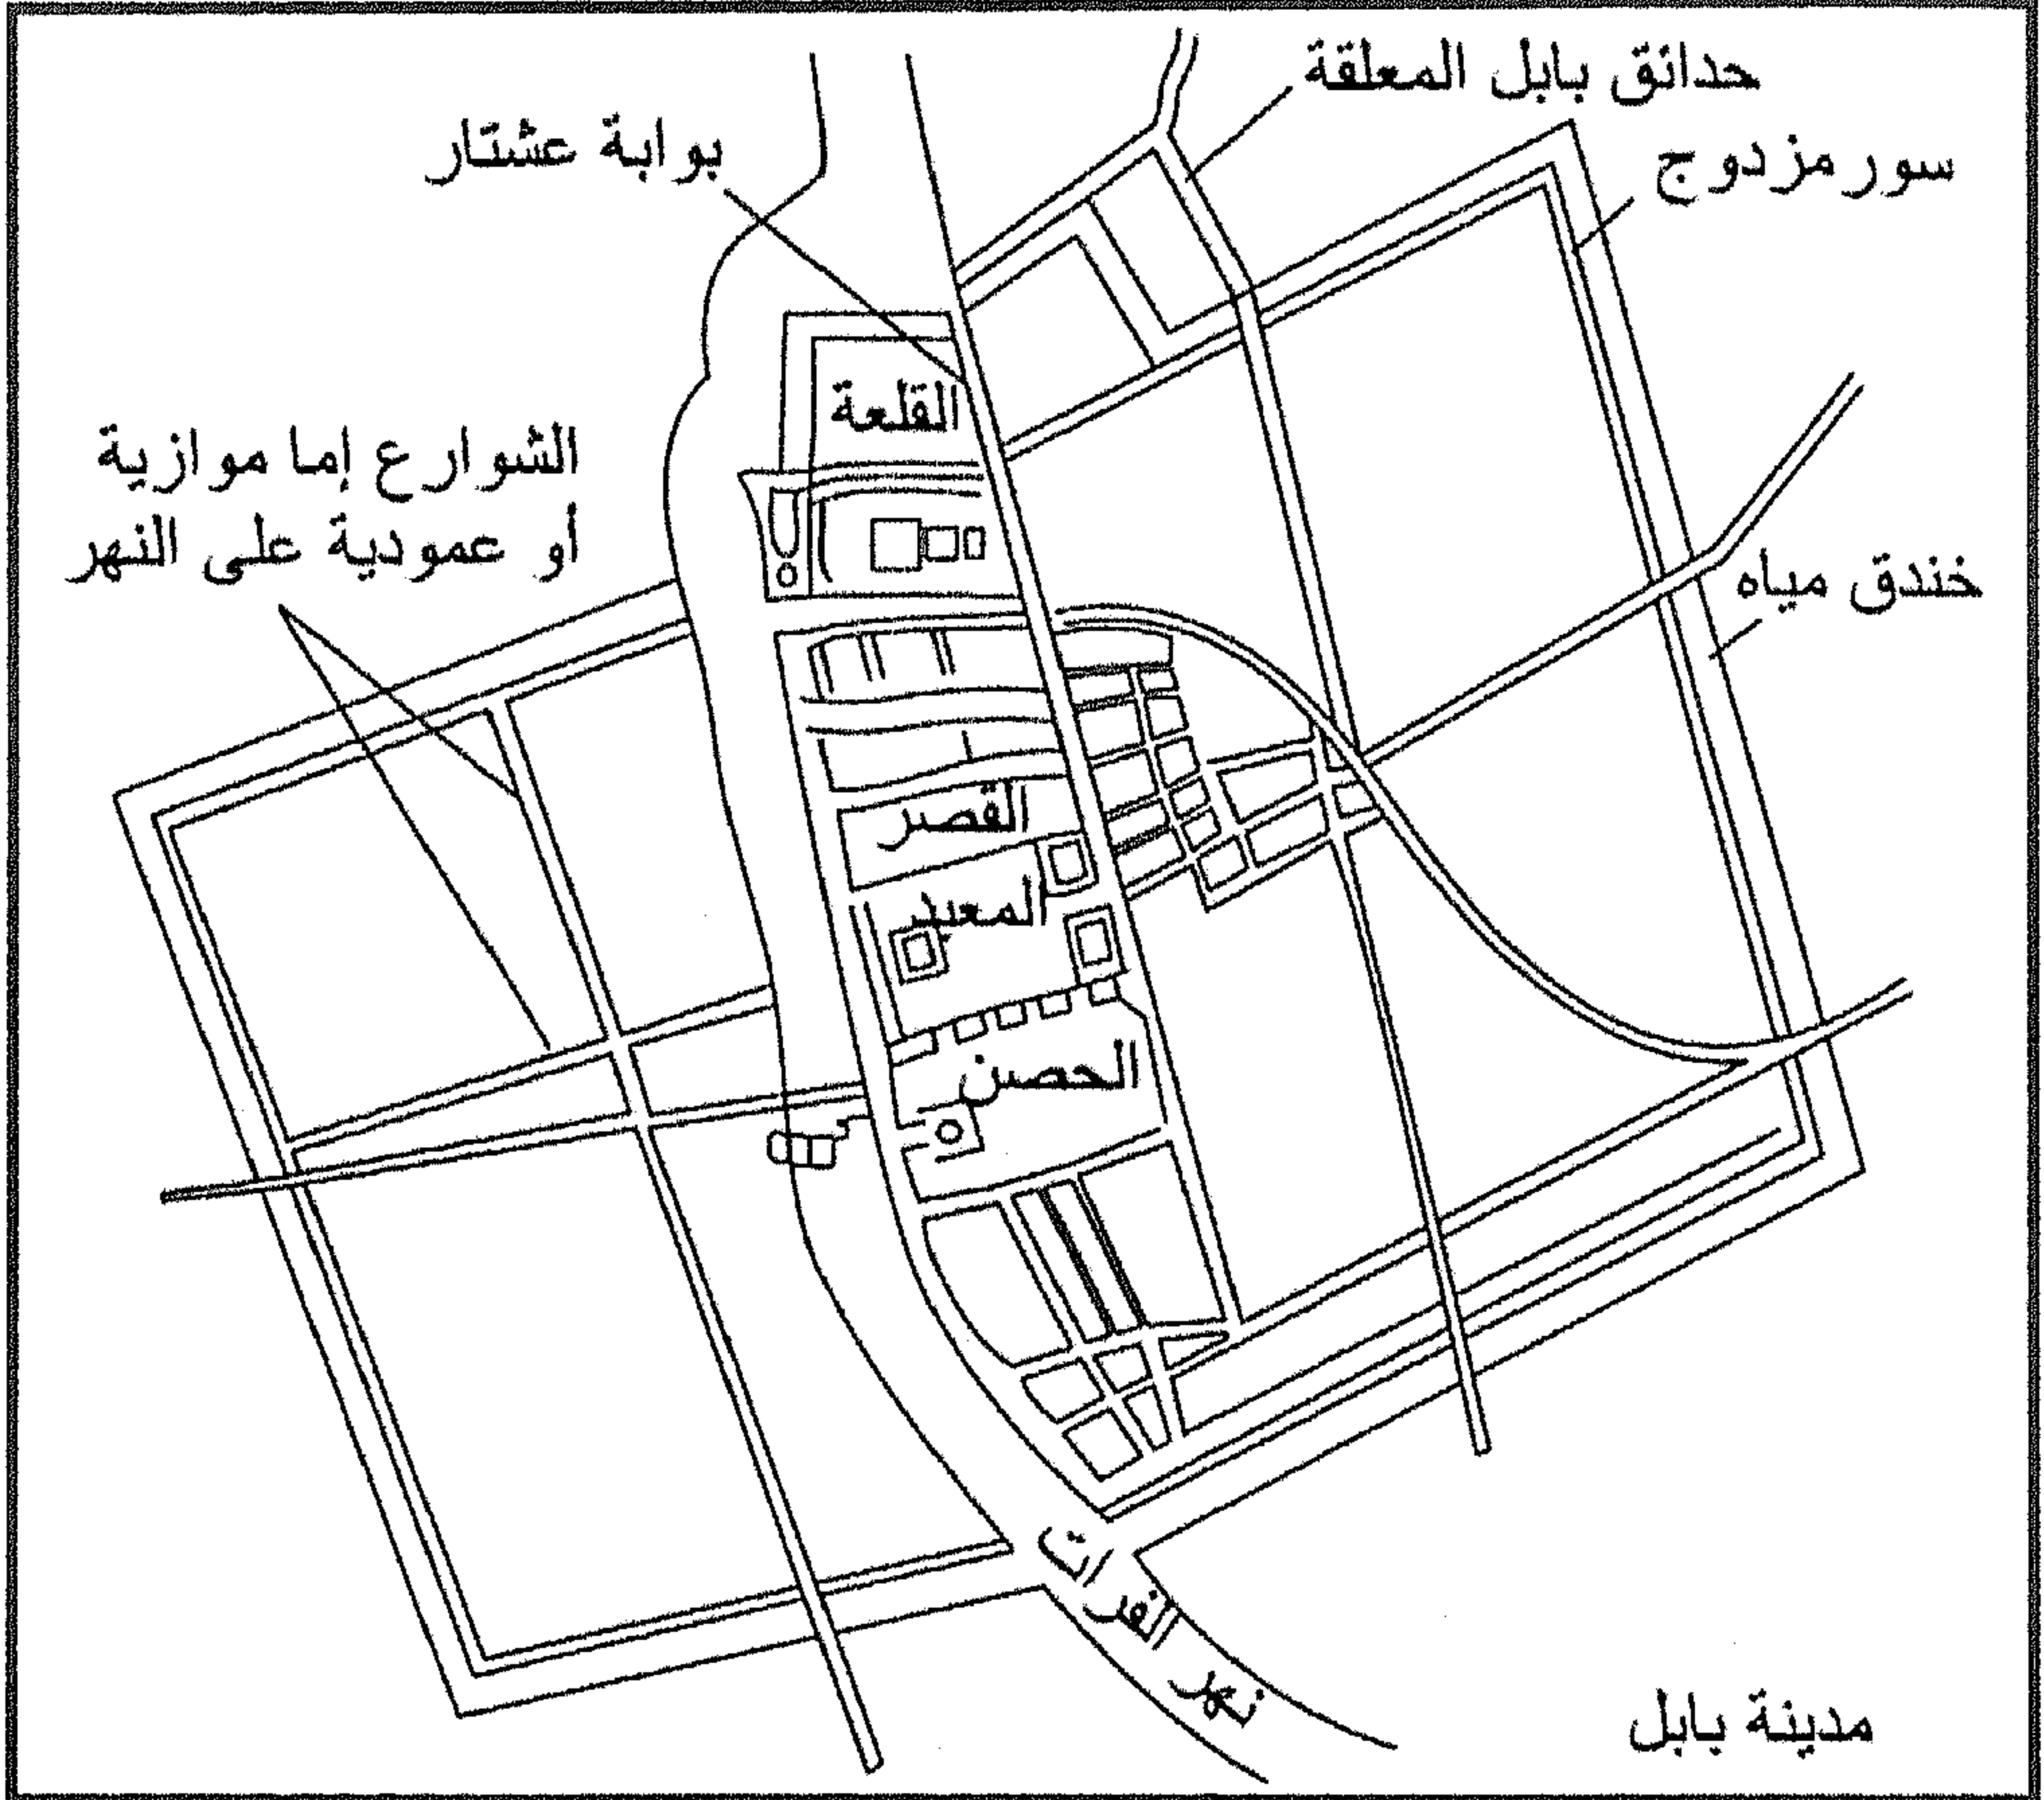 حدائق بابل المعلقة
بوابة عشتار
سور مزدوج
القلعة
الشوارع إما موازية
أو عمودية على النهر
خندق مياه
القصر
المعبد
الحصن
نهر الفرات
مدينة بابل